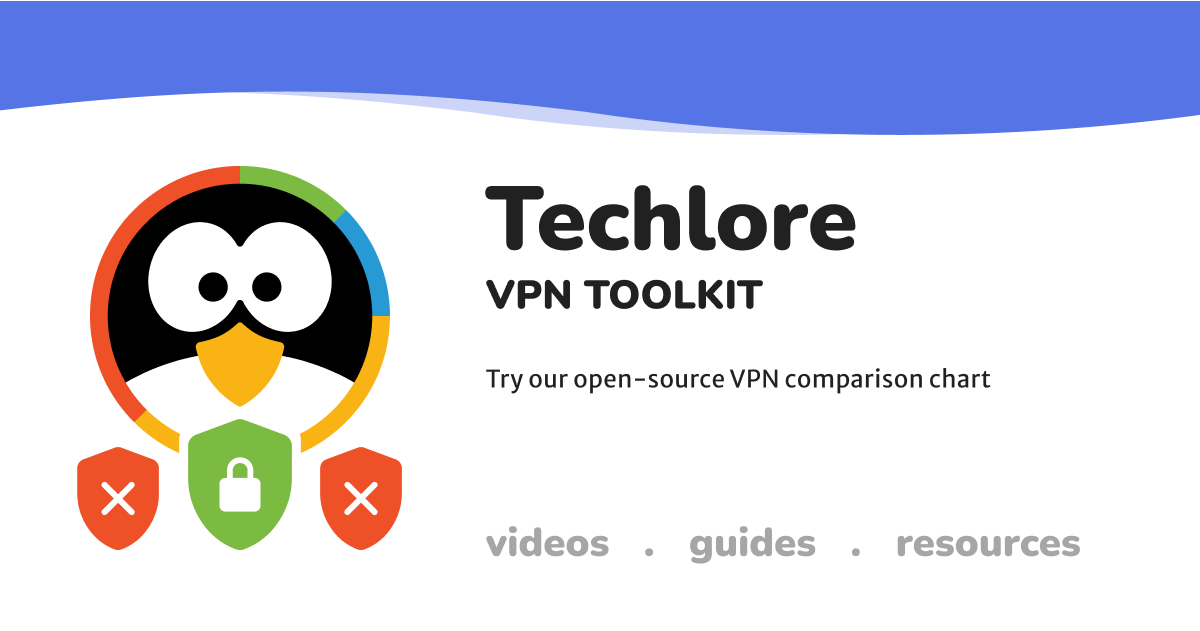 Techlore
VPN TOOLKIT
Try our open-source VPN comparison chart
videos . guides . resources